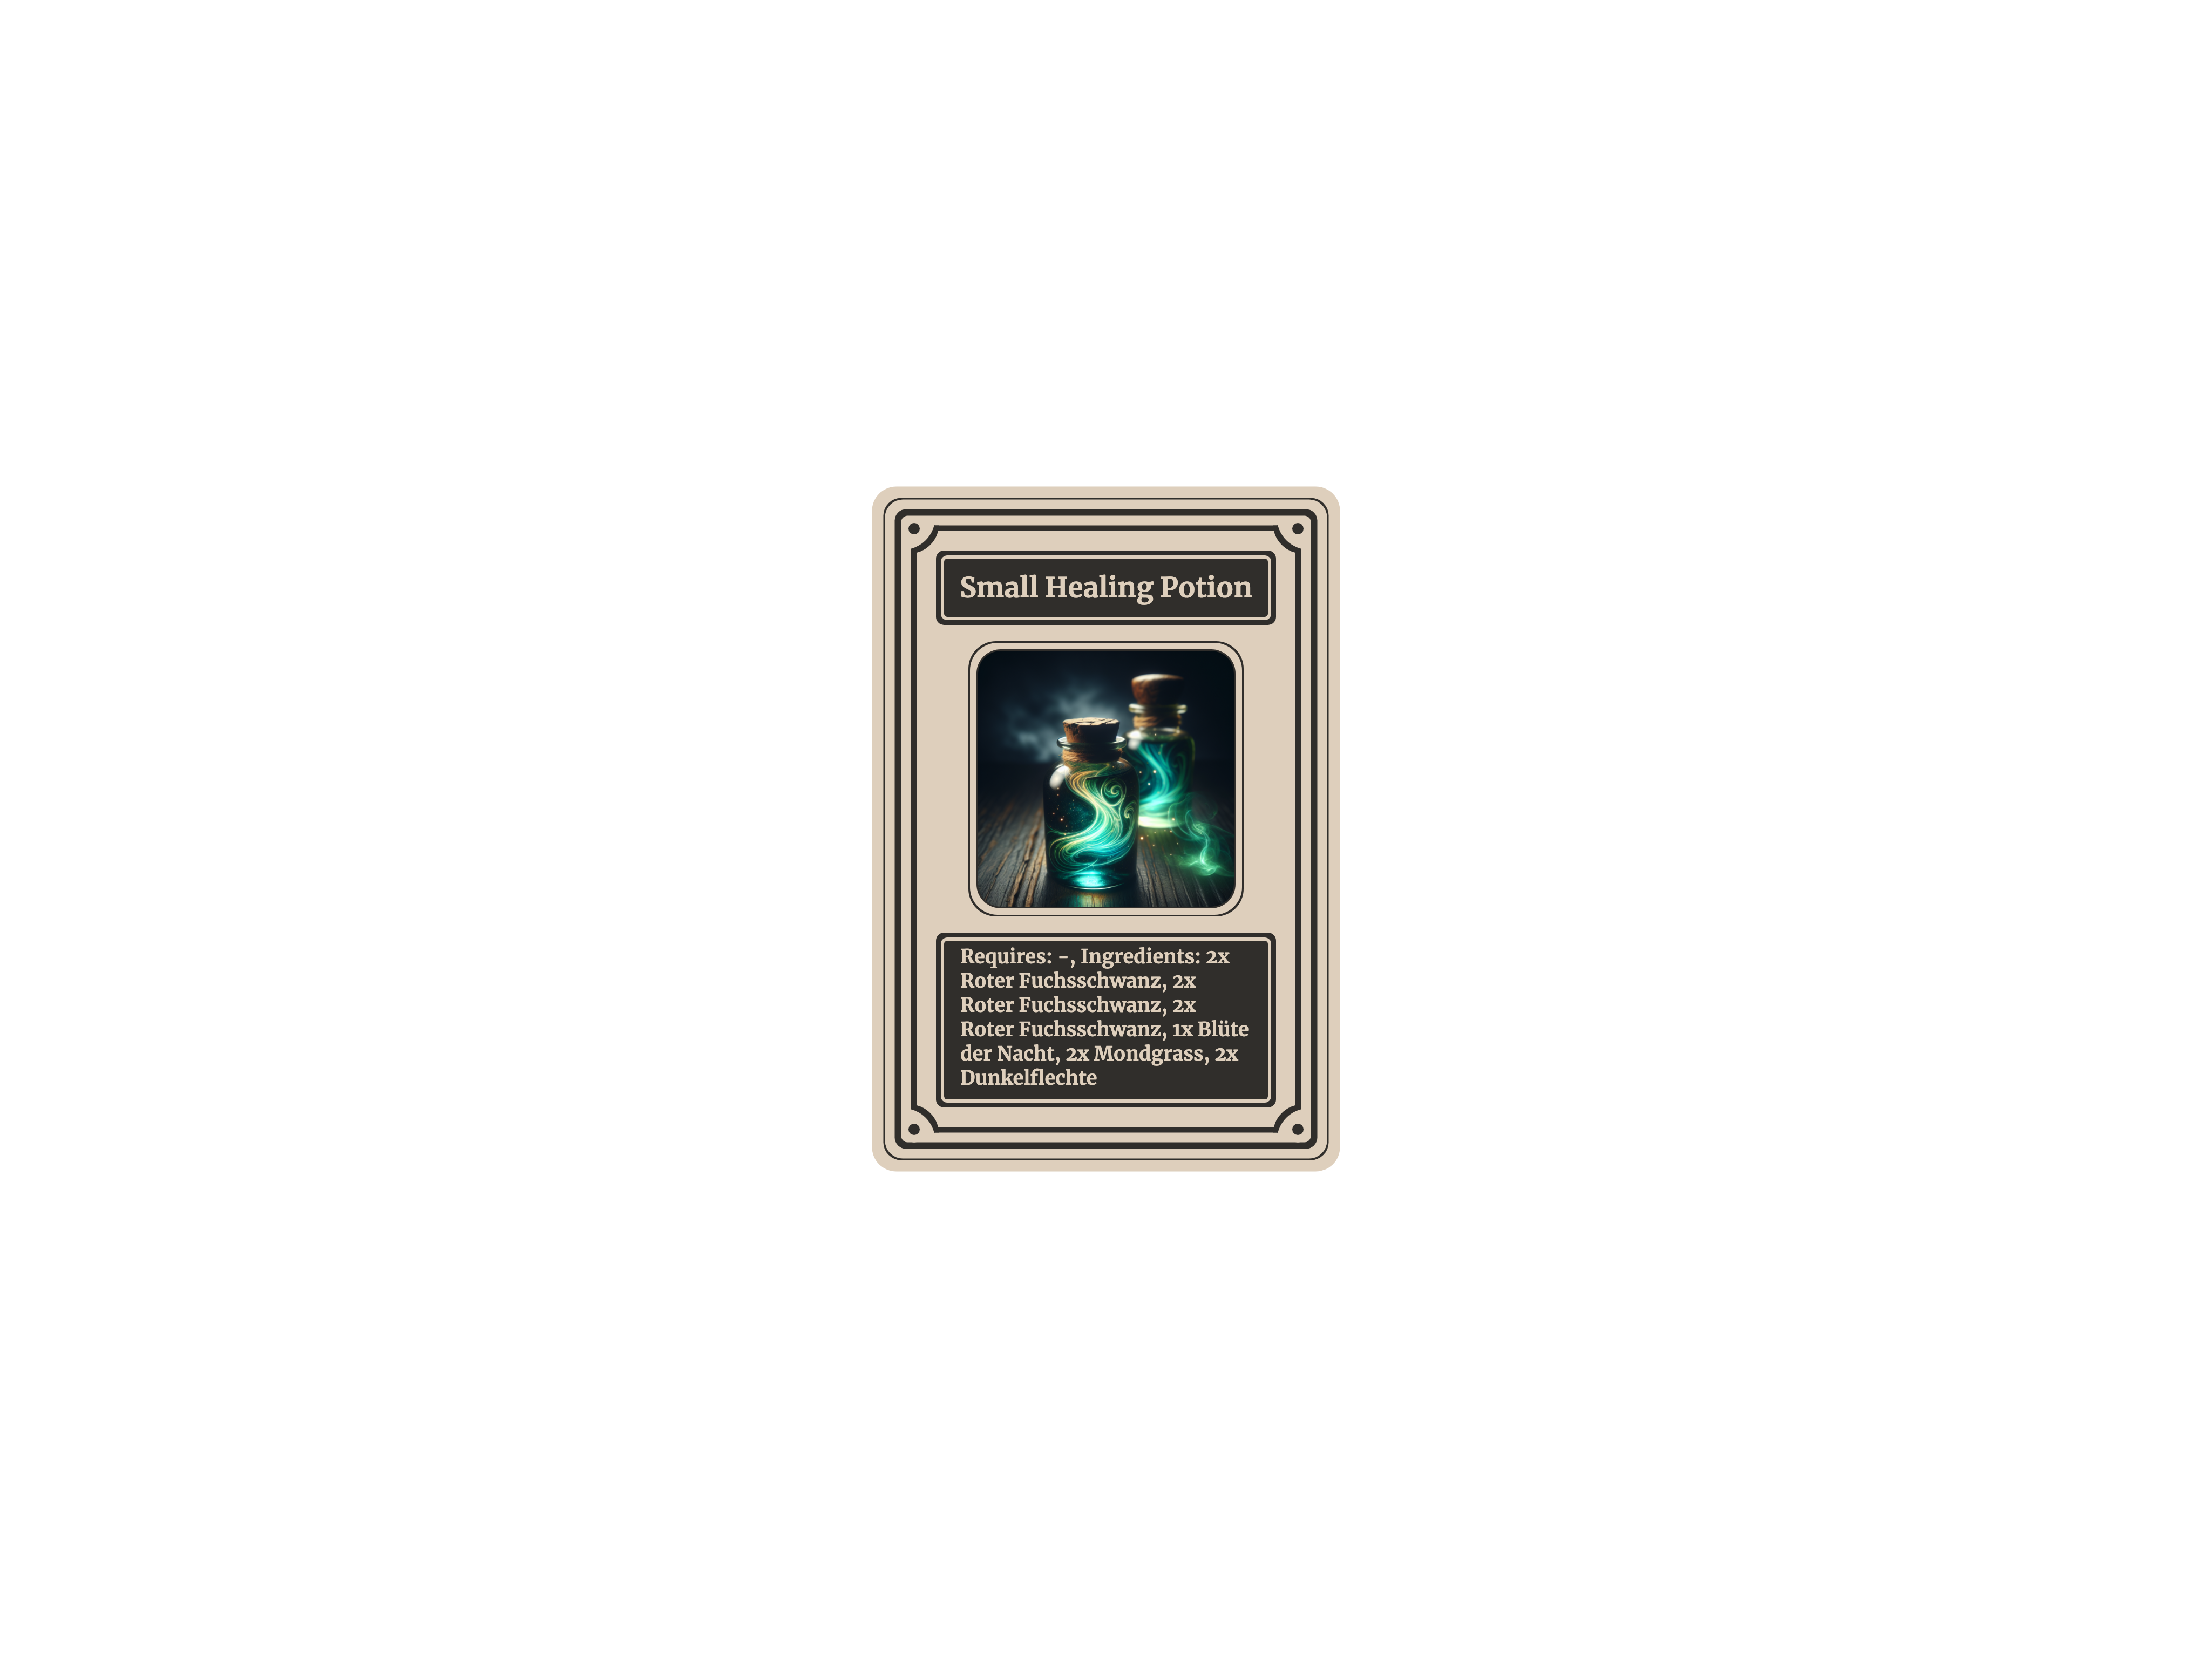 Small Healing Potion
Requires: -, Ingredients: 2x
Roter Fuchsschwanz, 2x
Roter Fuchsschwanz, 2x
Roter Fuchsschwanz, 1x Blüte
der Nacht, 2x Mondgrass, 2x
Dunkelflechte